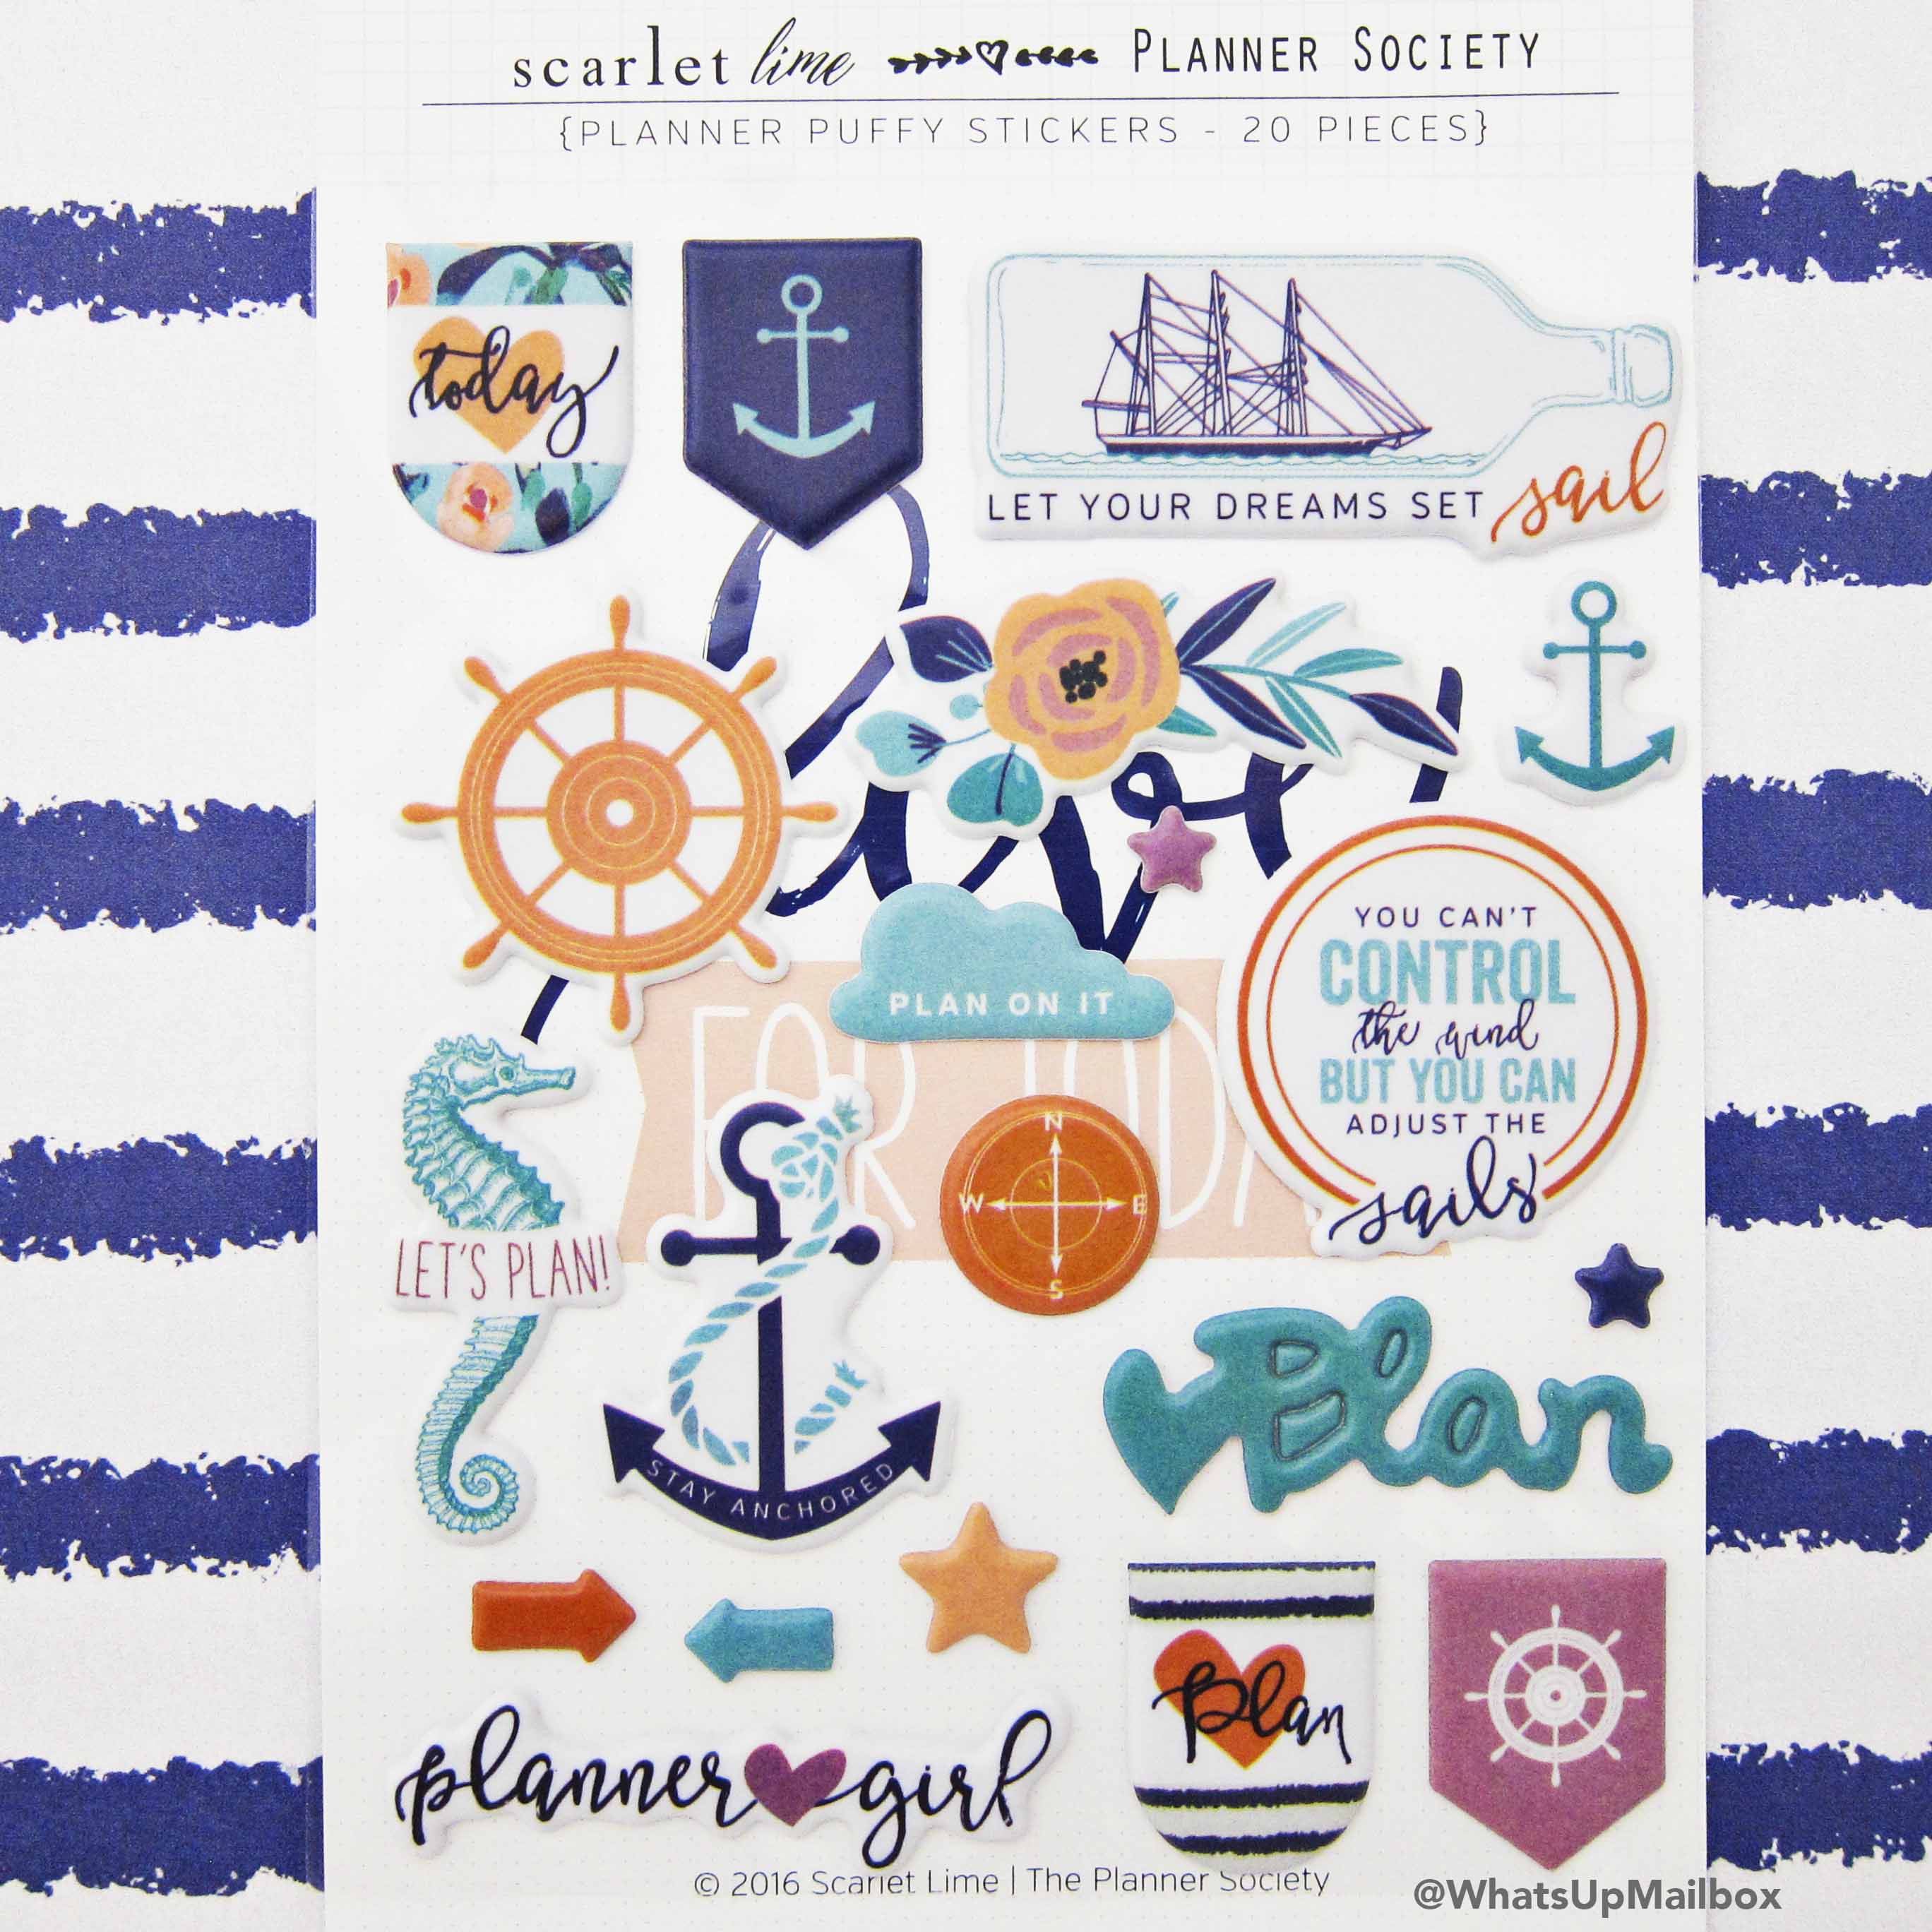 scarlet lime PLANNER SOCIETY
{PLANNER PUFFY STICKERS - 20 PIECES}
today
LET YOUR DREAMS SET sail
PLAN ON IT
YOU CAN'T
CONTROL
the wind
BUT YOU CAN
ADJUST THE
sails
FOR TODA
N
W E
S
LET'S PLAN!
STAY ANCHORED
Plan
Plan
planner girl
© 2016 Scarlet Lime | The Planner Society
@WhatsUpMailbox